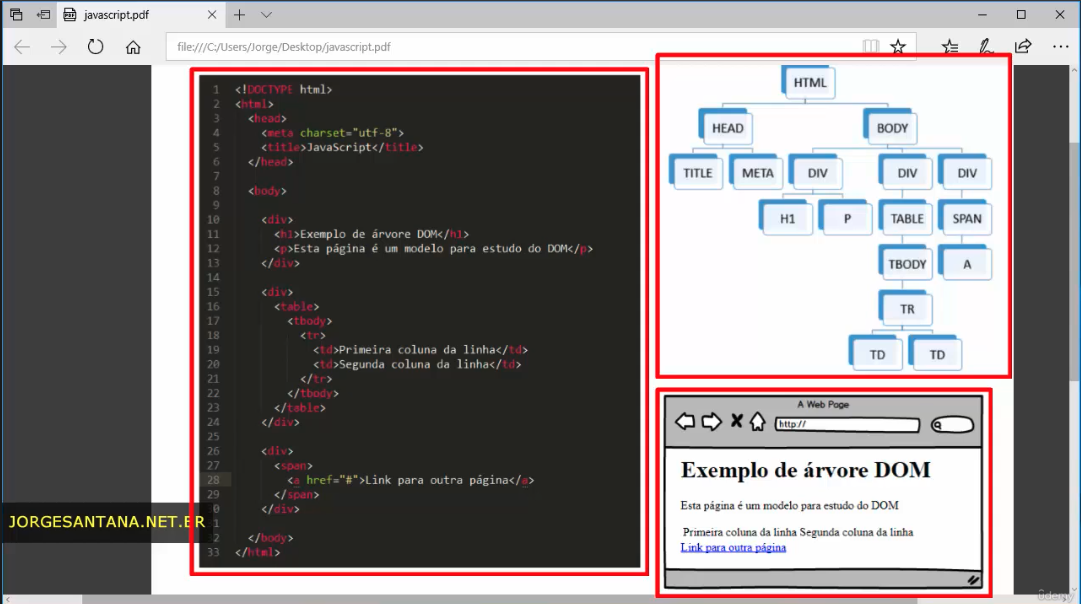 javascript.pdf
file:///C:/Users/Jorge/Desktop/javascript.pdf
1 <!DOCTYPE html>
2 <html>
3 <head>
4 <meta charset="utf-8">
5 <title>JavaScript</title>
6 </head>
7
8 <body>
9
10 <div>
11 <h1>Exemplo de árvore DOM</h1>
12 <p>Esta página é um modelo para estudo do DOM</p>
13 </div>
14
15 <div>
16 <table>
17 <tbody>
18 <tr>
19 <td>Primeira coluna da linha</td>
20 <td>Segunda coluna da linha</td>
21 </tr>
22 </tbody>
23 </table>
24 </div>
25
26 <div>
27 <span>
28 <a href="#">Link para outra página</a>
29 </span>
0 </div>
1
2 </body>
33 </html>
JORGESANTANA.NET.BR
HTML
HEAD BODY
TITLE META DIV DIV DIV
H1 P TABLE SPAN
TBODY A
TR
TD TD
A Web Page
http://
Exemplo de árvore DOM
Esta página é um modelo para estudo do DOM
Primeira coluna da linha Segunda coluna da linha
Link para outra página
Udemy